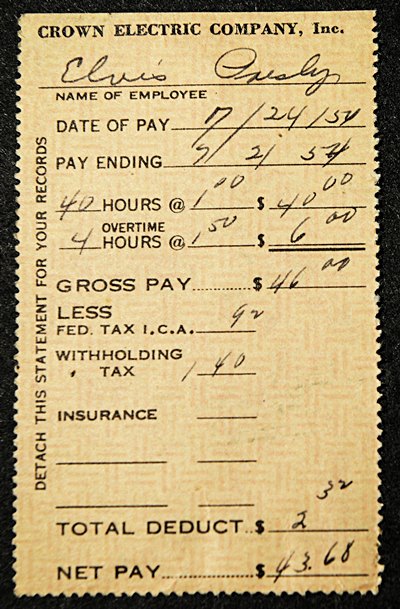 CROWN ELECTRIC COMPANY, Inc.
Elvis Presley
NAME OF EMPLOYEE
DATE OF PAY 7/24/54
PAY ENDING 7 21 54
40 HOURS @ 1 00 $ 40 00
4 OVERTIME HOURS @ 1 50 $ 6 00
GROSS PAY............. $ 46 00
LESS
FED. TAX I.C.A. 92
WITHHOLDING
TAX 1 40
INSURANCE
TOTAL DEDUCT.. $ 2 32
NET PAY................ $ 43.68
DETACH THIS STATEMENT FOR YOUR RECORDS